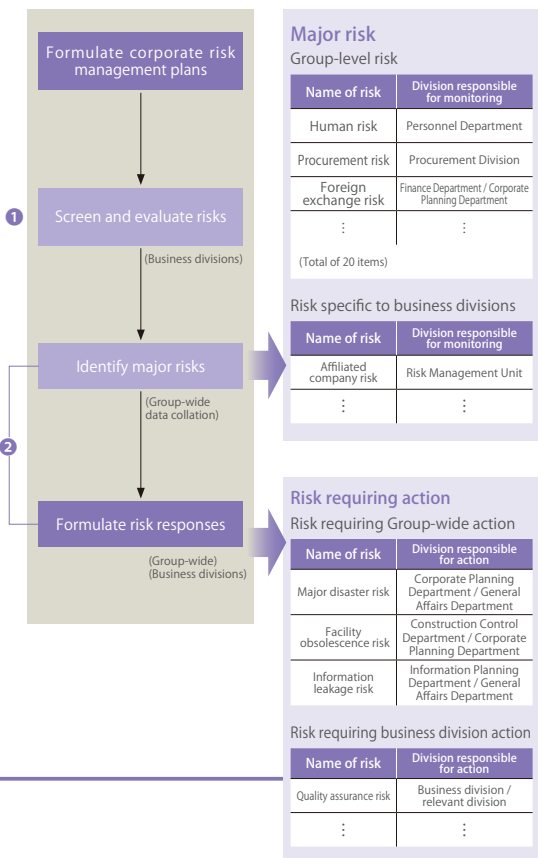 Formulate corporate risk
management plans
❶
Screen and evaluate risks
(Business divisions)
Identify major risks
(Group-wide
data collation)
❷
Formulate risk responses
(Group-wide)
(Business divisions)
Major risk
Group-level risk
Name of risk
Division responsible
for monitoring
Human risk
Personnel Department
Procurement risk
Procurement Division
Foreign
exchange risk
Finance Department / Corporate
Planning Department
⋮
⋮
(Total of 20 items)
Risk specific to business divisions
Name of risk
Division responsible
for monitoring
Affiliated
company risk
Risk Management Unit
⋮
⋮
Risk requiring action
Risk requiring Group-wide action
Name of risk
Division responsible
for action
Major disaster risk
Corporate Planning
Department / General
Affairs Department
Facility
obsolescence risk
Construction Control
Department / Corporate
Planning Department
Information
leakage risk
Information Planning
Department / General
Affairs Department
Risk requiring business division action
Name of risk
Division responsible
for action
Quality assurance risk
Business division /
relevant division
⋮
⋮